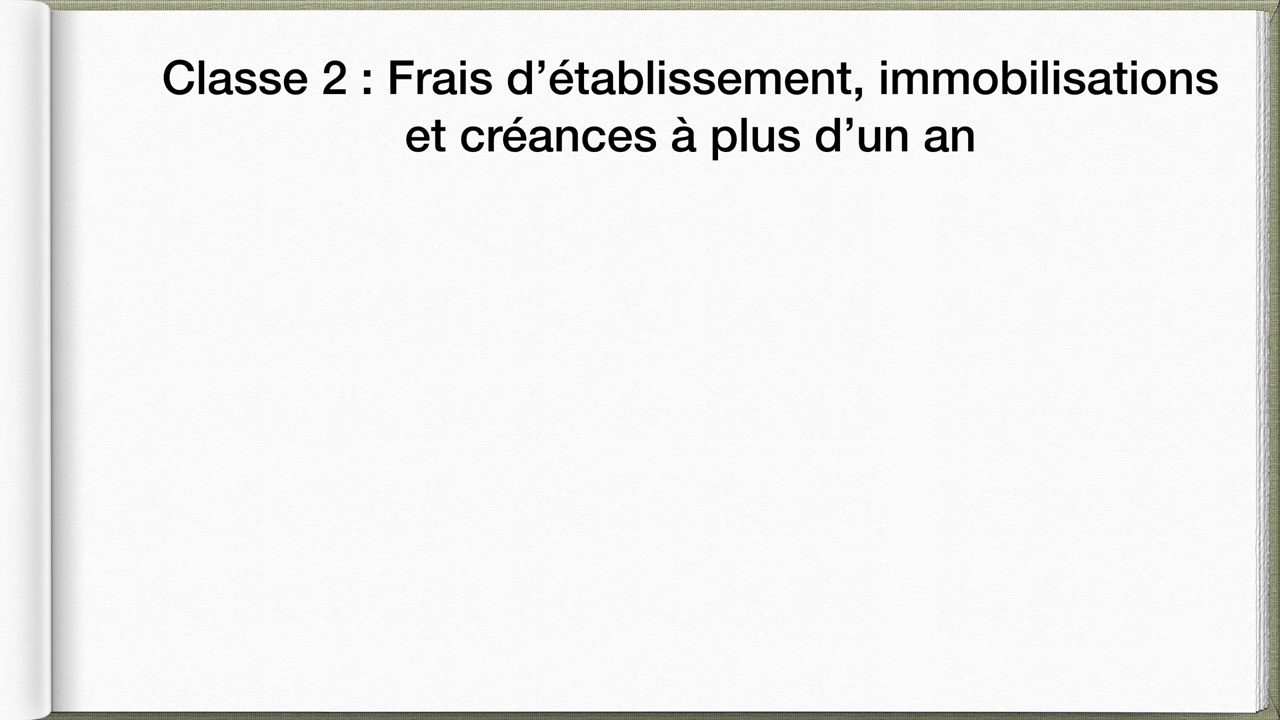 Classe 2 : Frais d’établissement, immobilisations
et créances à plus d’un an